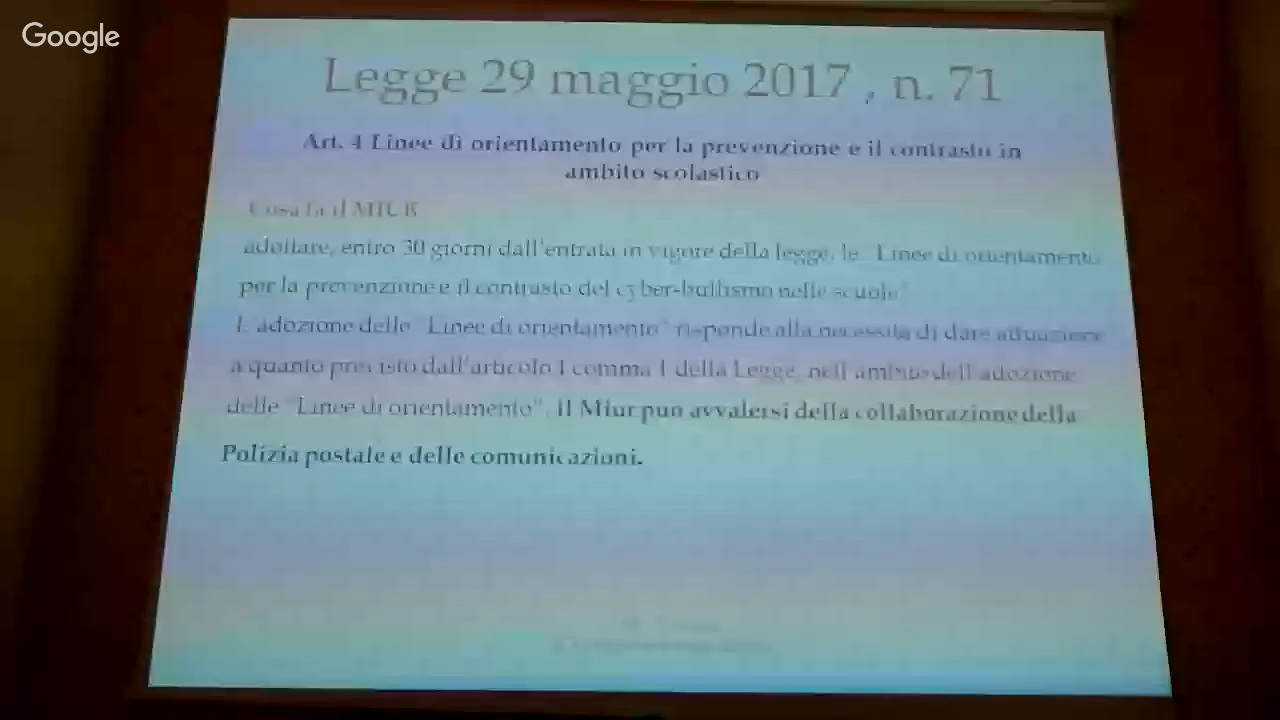 Google
Legge 29 maggio 2017 , n. 71
Art. 4 Linee di orientamento per la prevenzione e il contrasto in
ambito scolastico
Cosa fa il MIUR
adottare, entro 30 giorni dall'entrata in vigore della legge, le "Linee di orientamento
per la prevenzione e il contrasto del cyber-bullismo nelle scuole"
L'adozione delle "Linee di orientamento" risponde alla necessità di dare attuazione
a quanto previsto dall'articolo 1 comma 1 della Legge, nell'ambito dell'adozione
delle "Linee di orientamento", il Miur può avvalersi della collaborazione della
Polizia postale e delle comunicazioni.